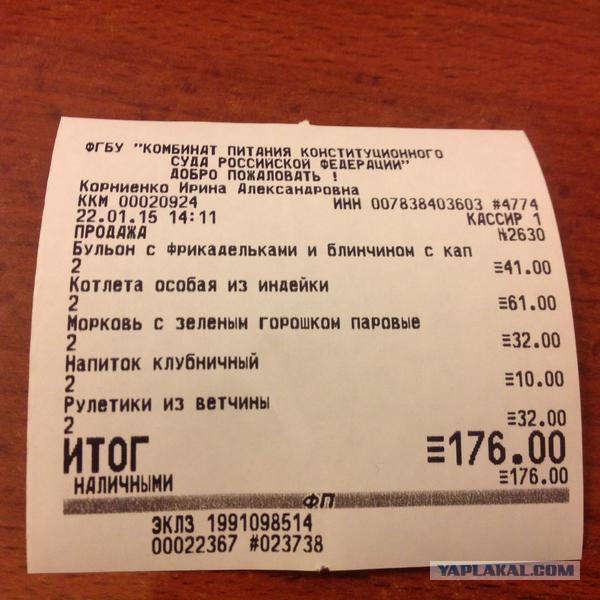 ФГБУ "КОМБИНАТ ПИТАНИЯ КОНСТИТУЦИОННОГО
СУДА РОССИЙСКОЙ ФЕДЕРАЦИИ"
ДОБРО ПОЖАЛОВАТЬ !
Корниенко Ирина Александровна
ККМ 00020924 ИНН 007838403603 #4774
22.01.15 14:11 КАССИР 1
ПРОДАЖА №2630
Бульон с фрикадельками и блинчином с кап
2 ≡41.00
Котлета особая из индейки
2 ≡61.00
Морковь с зеленым горошком паровые
2 ≡32.00
Напиток клубничный
2 ≡10.00
Рулетики из ветчины
2 ≡32.00
ИТОГ ≡176.00
НАЛИЧНЫМИ ≡176.00
ФП
ЭКЛЗ 1991098514
00022367 #023738
YAPLAKAL.COM